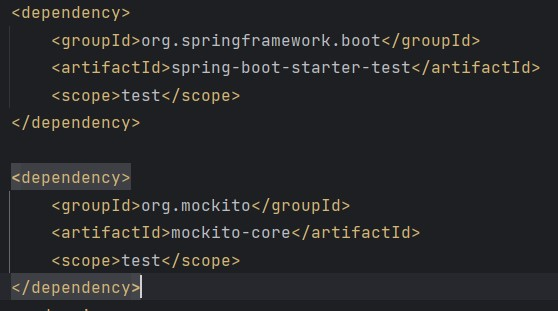 <dependency>
<groupId>org.springframework.boot</groupId>
<artifactId>spring-boot-starter-test</artifactId>
<scope>test</scope>
</dependency>
<dependency>
<groupId>org.mockito</groupId>
<artifactId>mockito-core</artifactId>
<scope>test</scope>
</dependency>